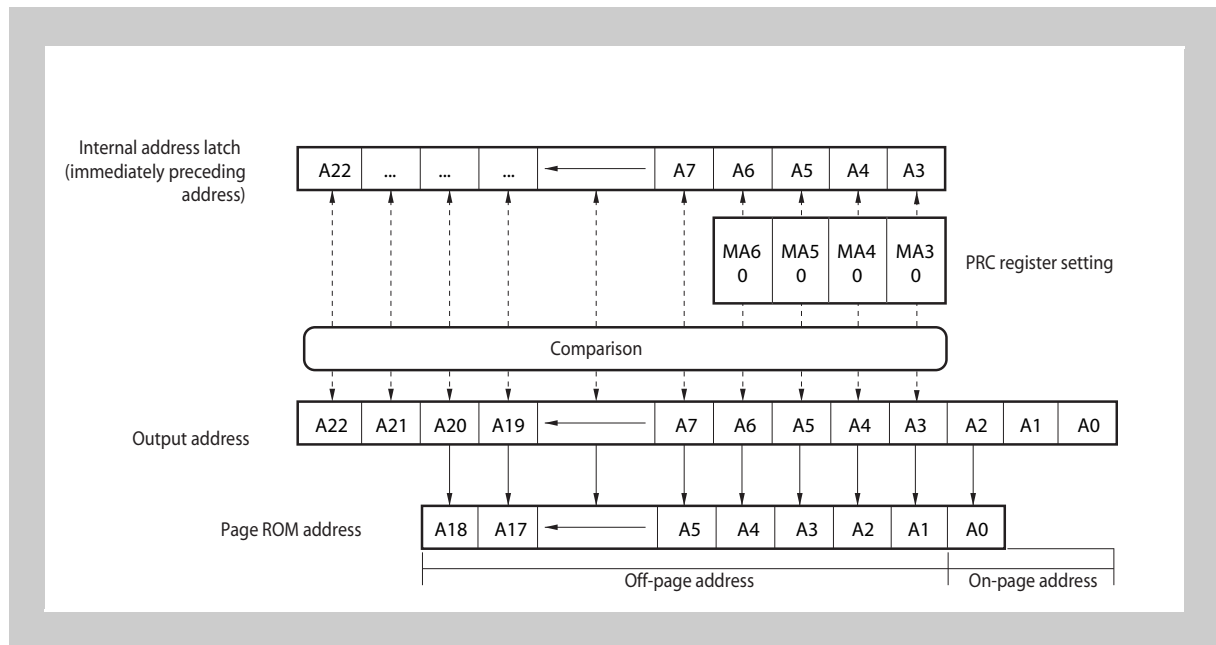 Internal address latch
(immediately preceding
address)
A22 ... ... ... A7 A6 A5 A4 A3
MA6 MA5 MA4 MA3
0 0 0 0
PRC register setting
Comparison
Output address
A22 A21 A20 A19 A7 A6 A5 A4 A3 A2 A1 A0
Page ROM address
A18 A17 A5 A4 A3 A2 A1 A0
Off-page address On-page address